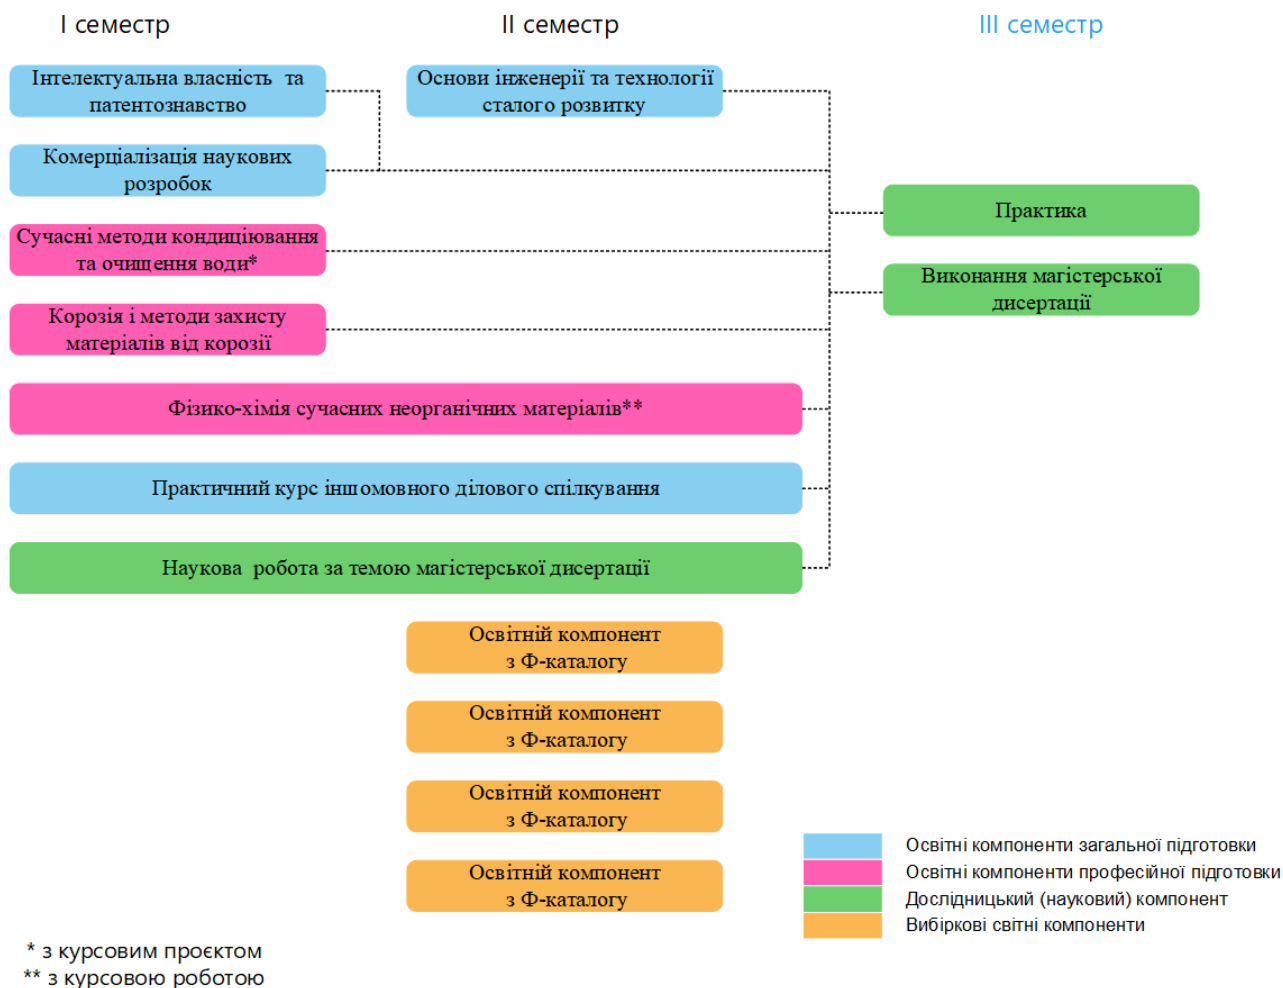 I семестр
II семестр
III семестр
Інтелектуальна власність та
патентознавство
Основи інженерії та технології
сталого розвитку
Комерціалізація наукових
розробок
Практика
Сучасні методи кондиціювання
та очищення води*
Виконання магістерської
дисертації
Корозія і методи захисту
матеріалів від корозії
Фізико-хімія сучасних неорганічних матеріалів**
Практичний курс іншомовного ділового спілкування
Наукова робота за темою магістерської дисертації
Освітній компонент
з Ф-каталогу
Освітній компонент
з Ф-каталогу
Освітній компонент
з Ф-каталогу
Освітній компонент
з Ф-каталогу
Освітні компоненти загальної підготовки
Освітні компоненти професійної підготовки
Дослідницький (науковий) компонент
Вибіркові світні компоненти
* з курсовим проєктом
** з курсовою роботою